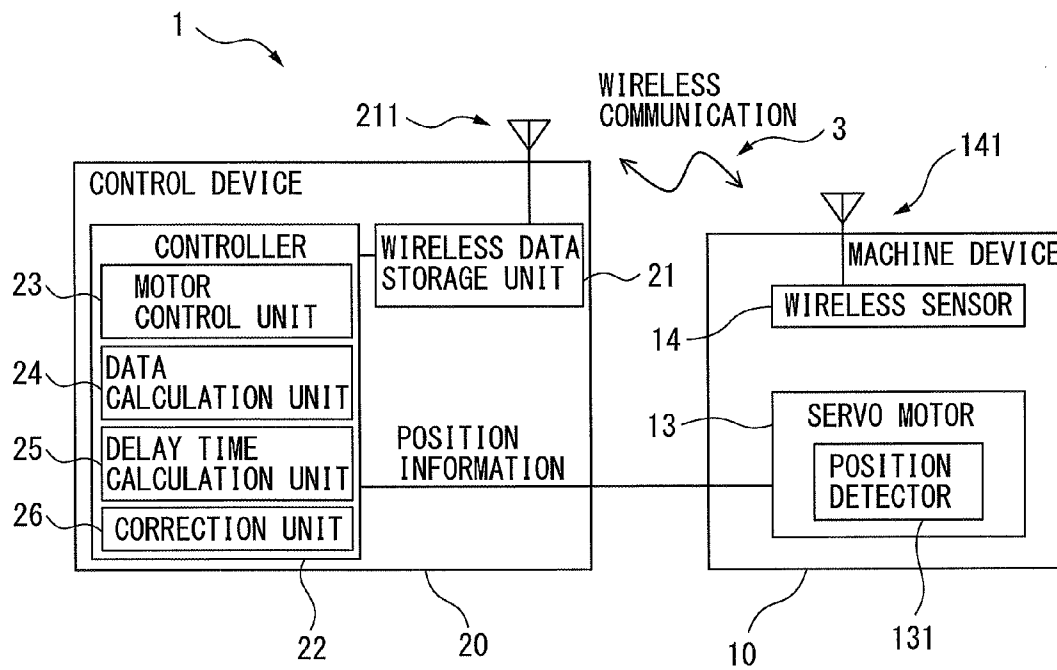 1
WIRELESS
COMMUNICATION
211
3
141
CONTROL DEVICE
CONTROLLER
WIRELESS DATA
STORAGE UNIT
MACHINE DEVICE
23
MOTOR
CONTROL UNIT
21
WIRELESS SENSOR
14
24
DATA
CALCULATION UNIT
13
SERVO MOTOR
25
DELAY TIME
CALCULATION UNIT
POSITION
INFORMATION
POSITION
DETECTOR
26
CORRECTION UNIT
22
20
10
131